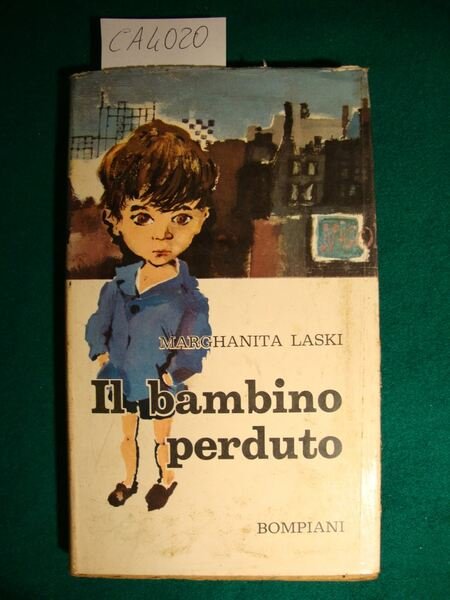 CA4020
MARGHANITA LASKI
Il bambino
perduto
BOMPIANI